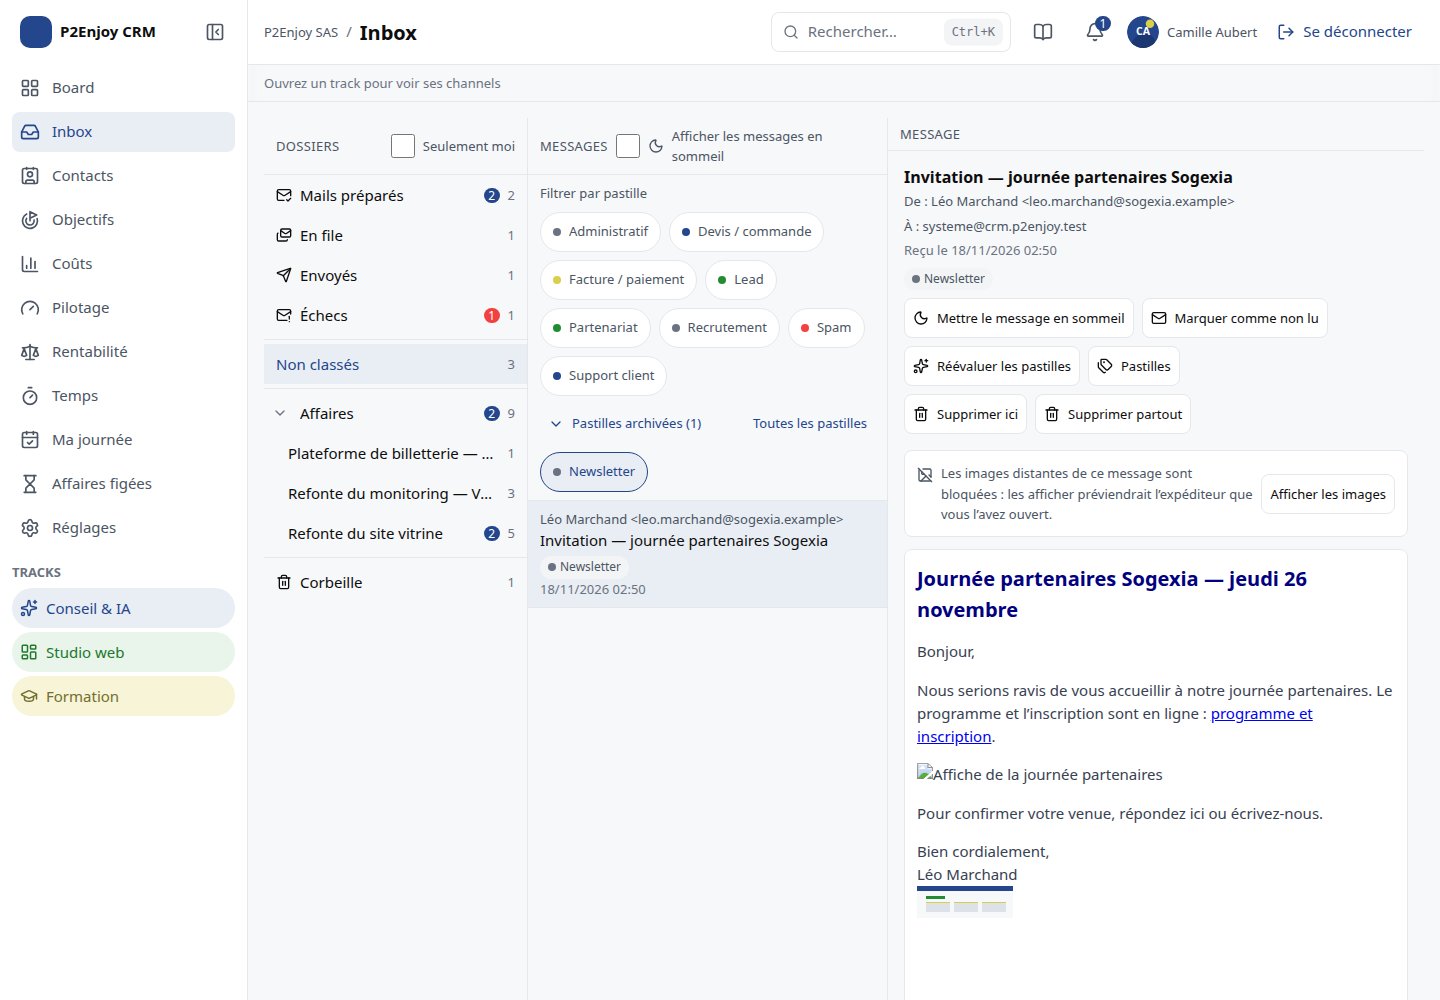 P2Enjoy CRM
Board
Inbox
Contacts
Objectifs
Coûts
Pilotage
Rentabilité
Temps
Ma journée
Affaires figées
Réglages
TRACKS
Conseil & IA
Studio web
Formation
P2Enjoy SAS / Inbox
Rechercher... Ctrl+K
1
CA
Camille Aubert
Se déconnecter
Ouvrez un track pour voir ses channels
DOSSIERS
Seulement moi
Mails préparés 2 2
En file 1
Envoyés 1
Échecs 1 1
Non classés 3
Affaires 2 9
Plateforme de billetterie — ... 1
Refonte du monitoring — V... 3
Refonte du site vitrine 2 5
Corbeille 1
MESSAGES
Afficher les messages en
sommeil
Filtrer par pastille
Administratif Devis / commande
Facture / paiement Lead
Partenariat Recrutement Spam
Support client
Pastilles archivées (1) Toutes les pastilles
Newsletter
Léo Marchand <leo.marchand@sogexia.example>
Invitation — journée partenaires Sogexia
Newsletter
18/11/2026 02:50
MESSAGE
Invitation — journée partenaires Sogexia
De : Léo Marchand <leo.marchand@sogexia.example>
À : systeme@crm.p2enjoy.test
Reçu le 18/11/2026 02:50
Newsletter
Mettre le message en sommeil Marquer comme non lu
Réévaluer les pastilles Pastilles
Supprimer ici Supprimer partout
Les images distantes de ce message sont
bloquées : les afficher préviendrait l’expéditeur que
vous l’avez ouvert.
Afficher les images
Journée partenaires Sogexia — jeudi 26
novembre
Bonjour,
Nous serions ravis de vous accueillir à notre journée partenaires. Le
programme et l’inscription sont en ligne : programme et
inscription.
Affiche de la journée partenaires
Pour confirmer votre venue, répondez ici ou écrivez-nous.
Bien cordialement,
Léo Marchand